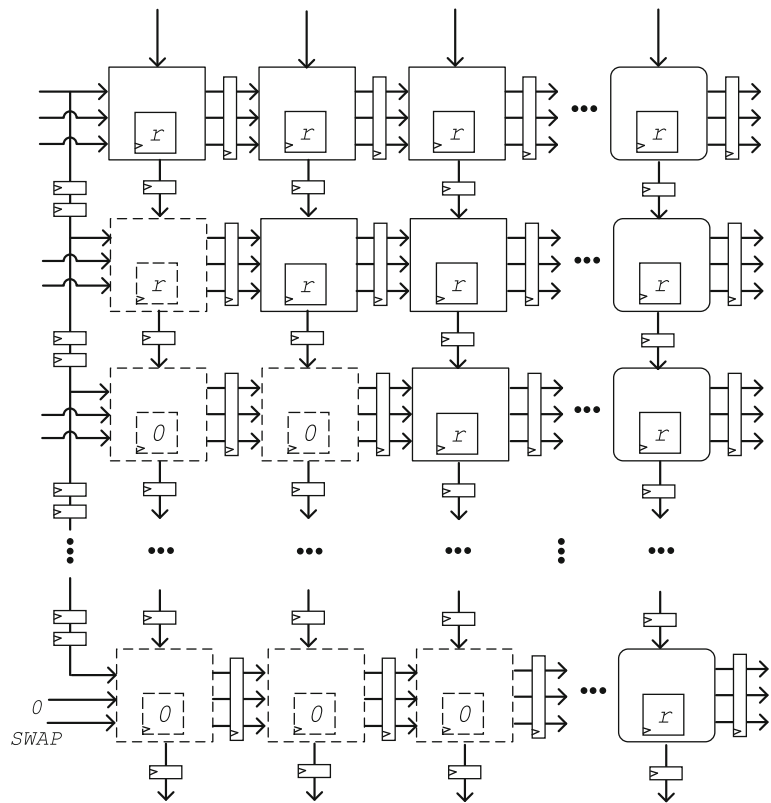 r r r ••• r
r r r ••• r
0 0 r ••• r
0 0 0 0 ••• r
SWAP